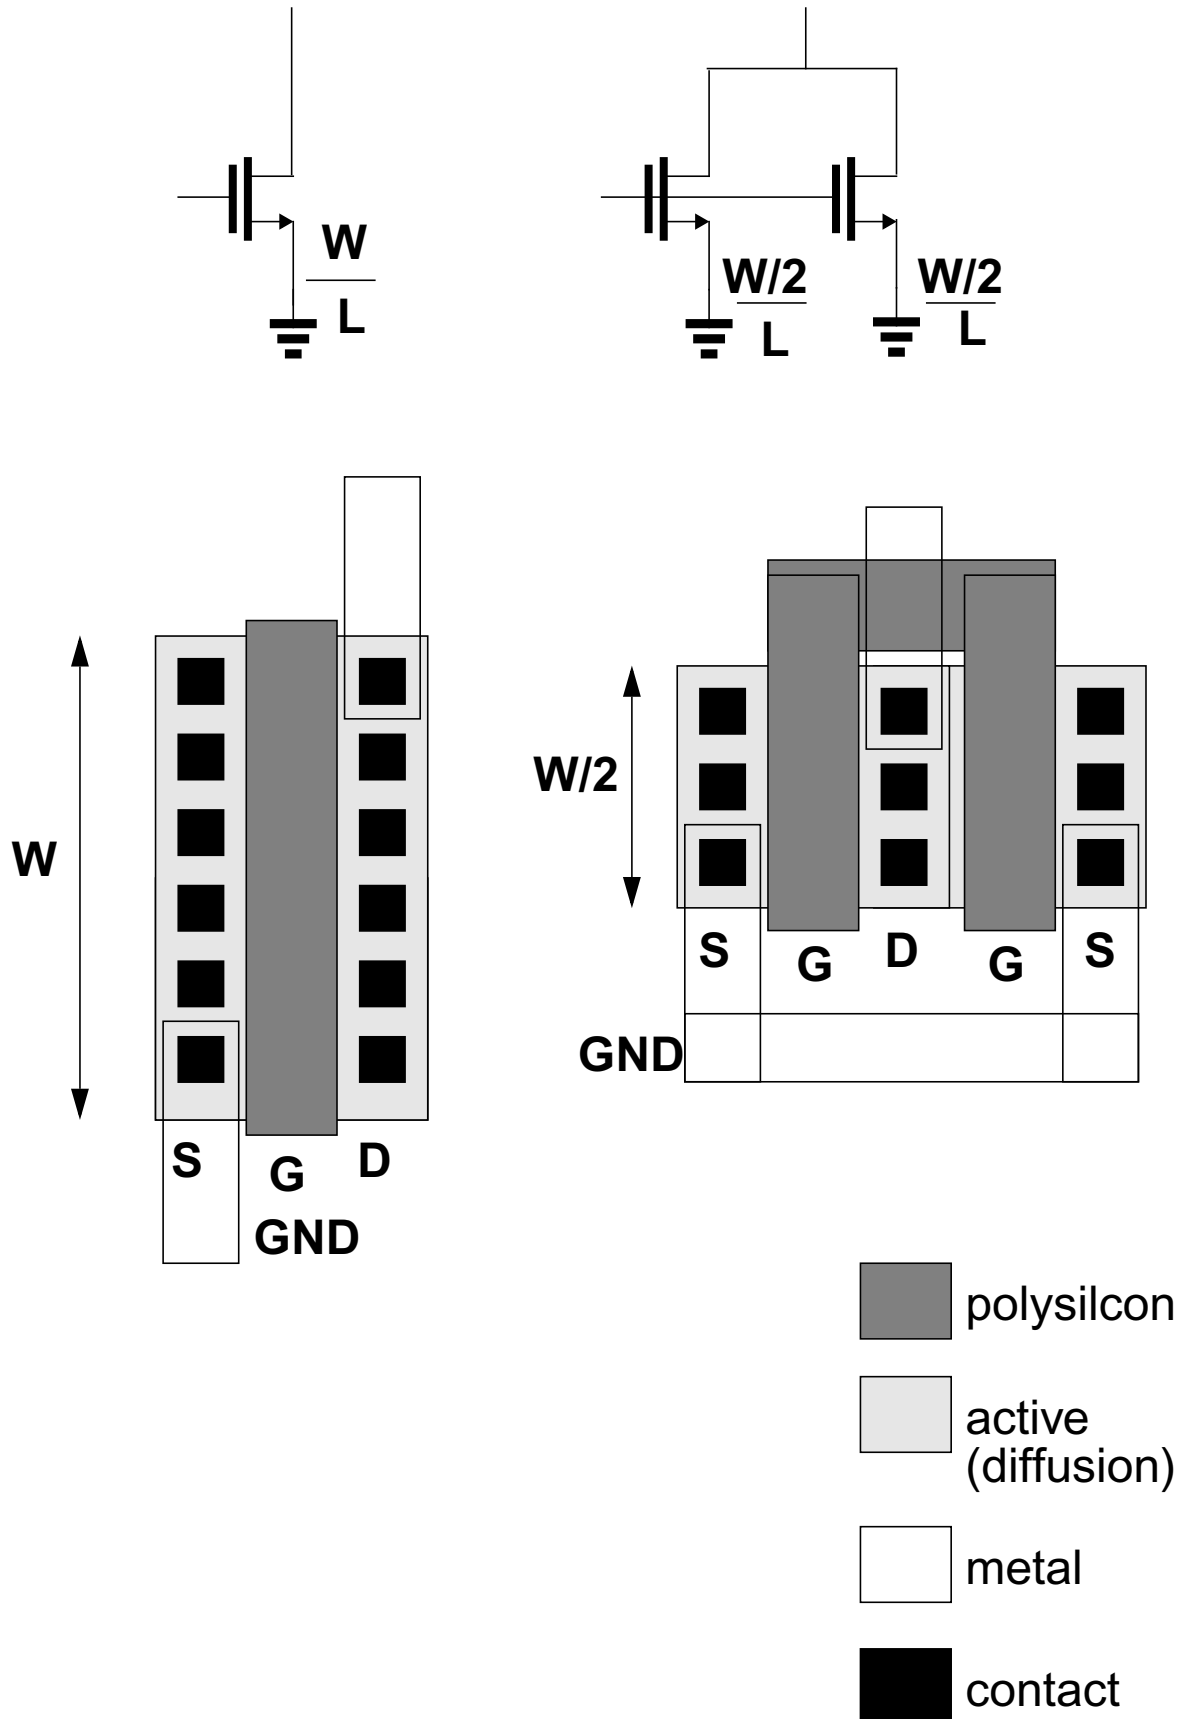 W
L
W/2
L
W/2
L
W
S
G
D
GND
W/2
S
G
D
G
S
GND
polysilcon
active
(diffusion)
metal
contact